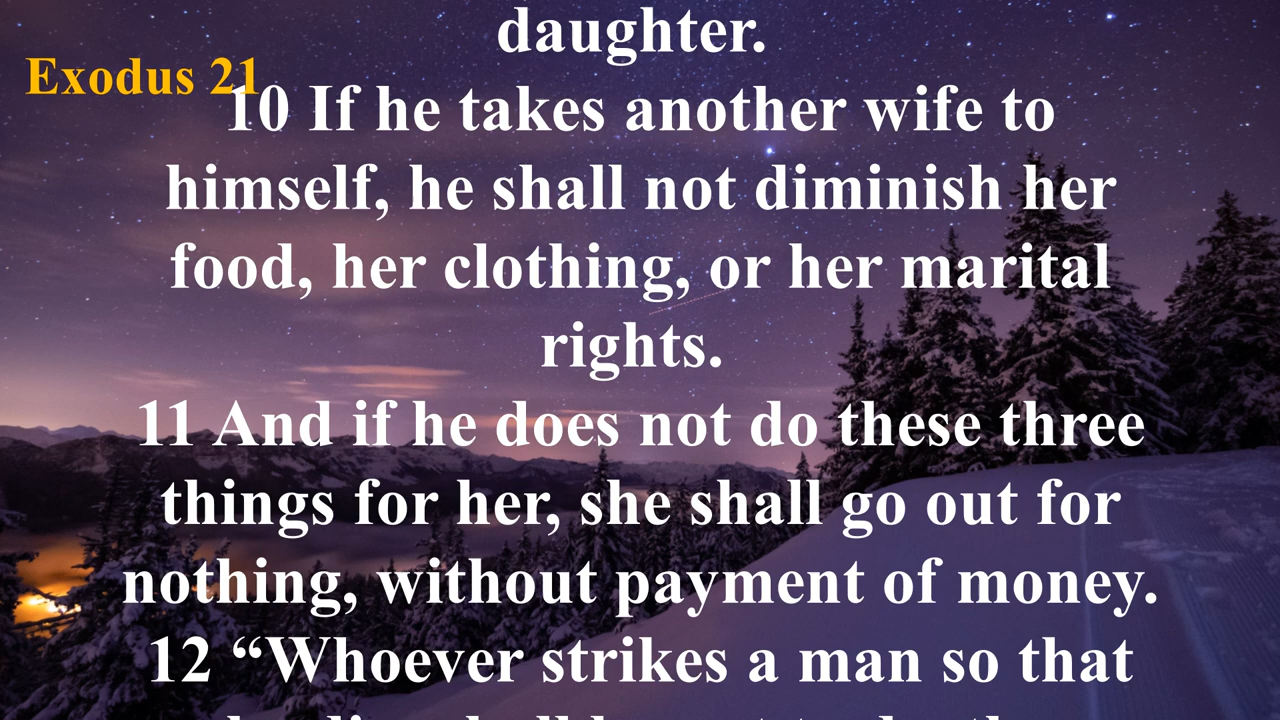 daughter.
Exodus 21
10 If he takes another wife to
himself, he shall not diminish her
food, her clothing, or her marital
rights.
11 And if he does not do these three
things for her, she shall go out for
nothing, without payment of money.
12 “Whoever strikes a man so that